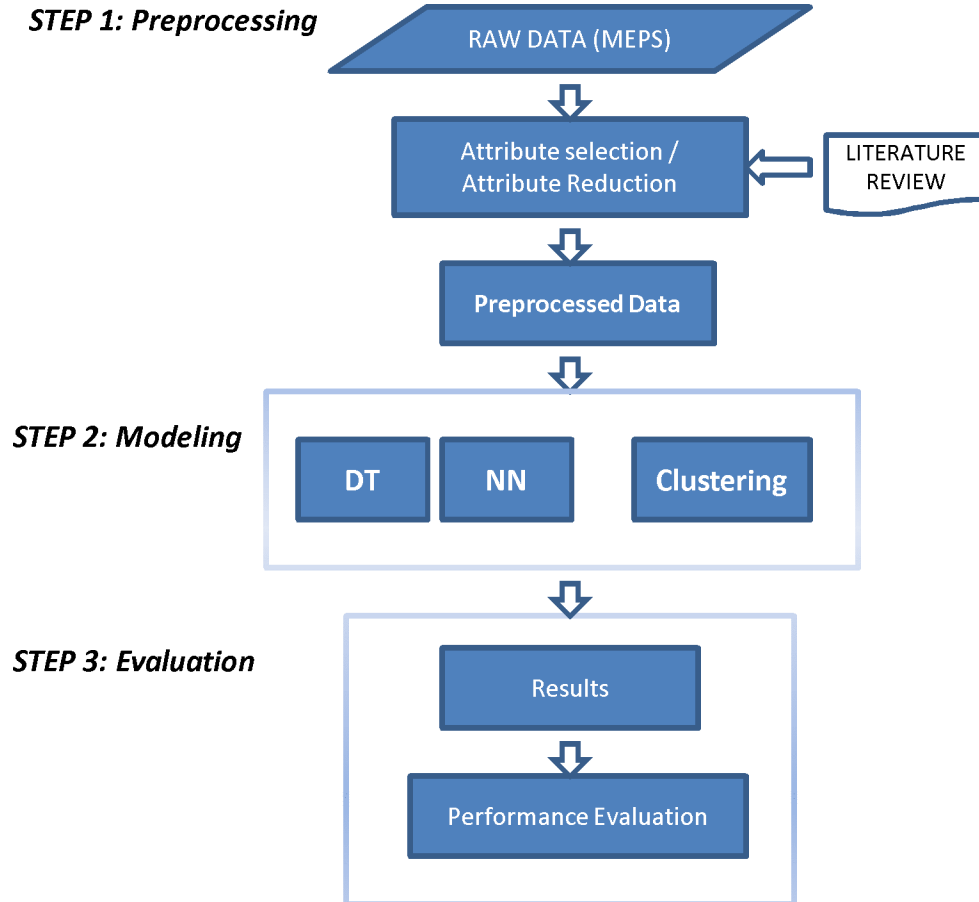 STEP 1: Preprocessing
RAW DATA (MEPS)
Attribute selection /
Attribute Reduction
LITERATURE
REVIEW
Preprocessed Data
STEP 2: Modeling
DT
NN
Clustering
STEP 3: Evaluation
Results
Performance Evaluation